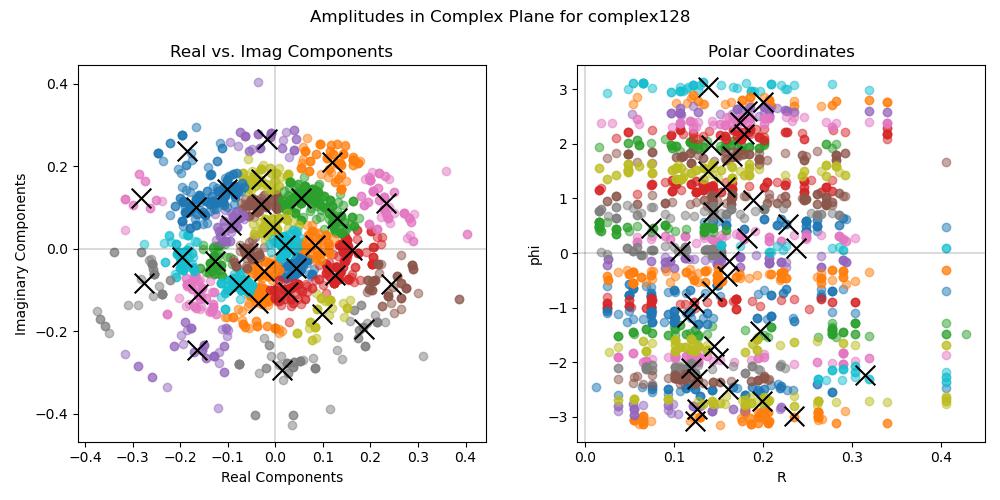 Amplitudes in Complex Plane for complex128
Real vs. Imag Components
Polar Coordinates
Imaginary Components
0.4
0.2
0.0
−0.2
−0.4
−0.4 −0.3 −0.2 −0.1 0.0 0.1 0.2 0.3 0.4
Real Components
phi
3
2
1
0
−1
−2
−3
0.0 0.1 0.2 0.3 0.4
R